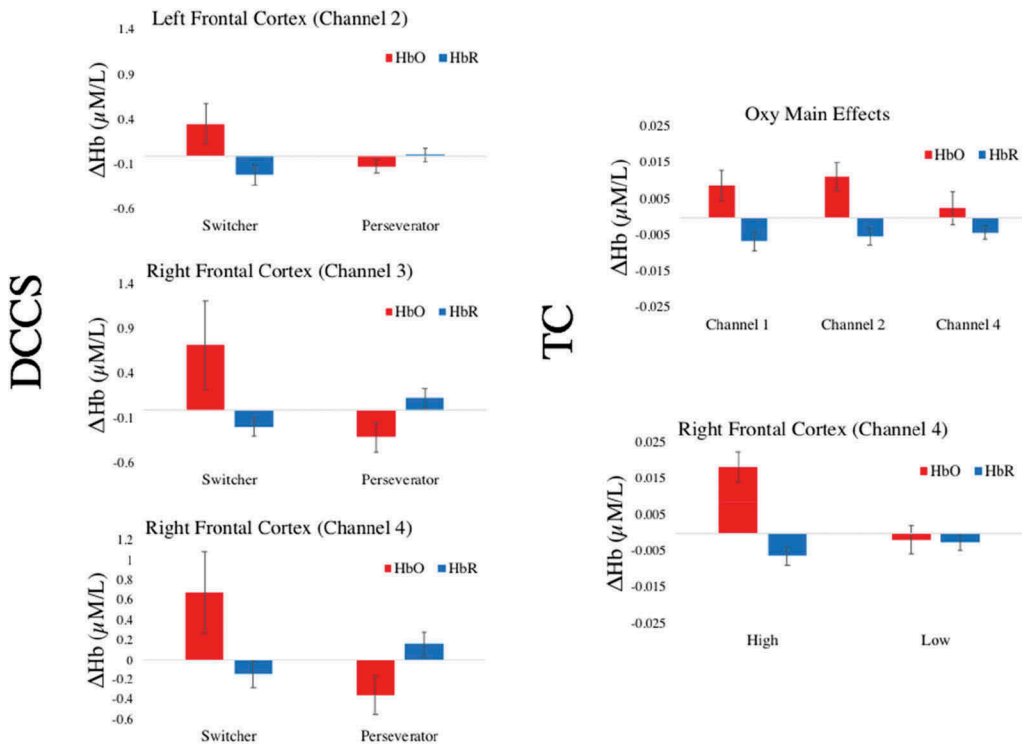 DCCS
Left Frontal Cortex (Channel 2)
1.4
0.9
0.4
-0.1
-0.6
ΔHb (µM/L)
HbO HbR
Switcher Perseverator
Right Frontal Cortex (Channel 3)
1.4
0.9
0.4
-0.1
-0.6
ΔHb (µM/L)
HbO HbR
Switcher Perseverator
Right Frontal Cortex (Channel 4)
1.2
1
0.8
0.6
0.4
0.2
0
-0.2
-0.4
-0.6
ΔHb (µM/L)
HbO HbR
Switcher Perseverator
TC
Oxy Main Effects
0.025
0.015
0.005
-0.005
-0.015
-0.025
ΔHb (µM/L)
HbO HbR
Channel 1 Channel 2 Channel 4
Right Frontal Cortex (Channel 4)
0.025
0.015
0.005
-0.005
-0.015
-0.025
ΔHb (µM/L)
HbO HbR
High Low